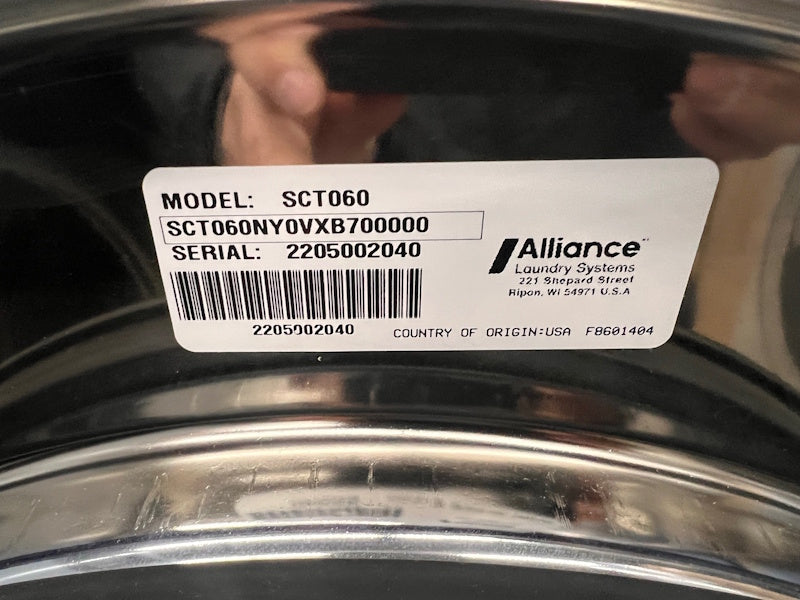 MODEL: SCT060
SCT060NY0VXB700000
SERIAL: 2205002040
2205002040
Alliance
Laundry Systems
221 Shepard Street
Ripon, WI 54971 U.S.A
COUNTRY OF ORIGIN:USA F8601404